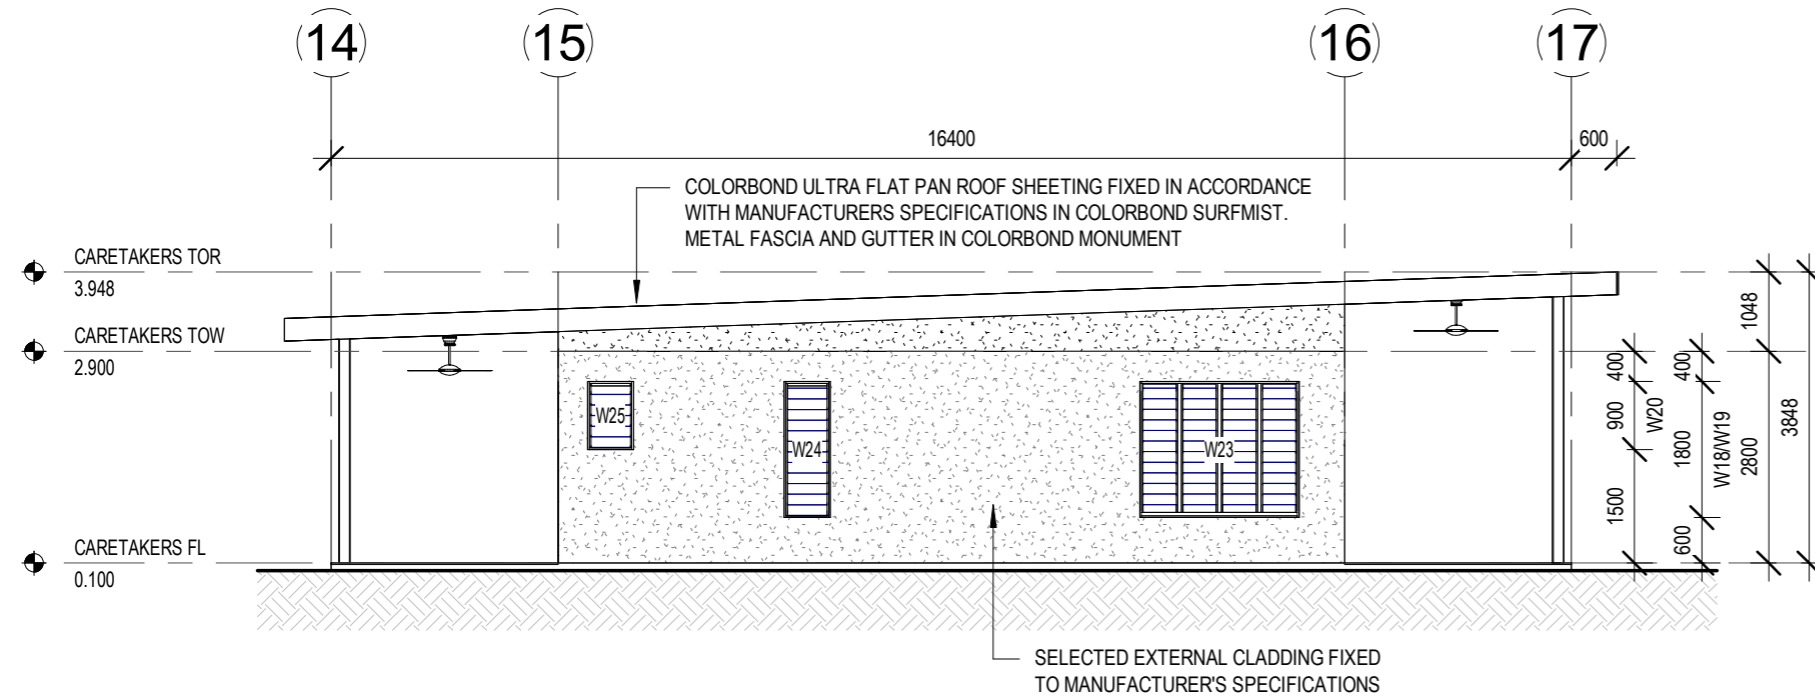 14
15
16
17
16400
600
COLORBOND ULTRA FLAT PAN ROOF SHEETING FIXED IN ACCORDANCE
WITH MANUFACTURERS SPECIFICATIONS IN COLORBOND SURFMIST.
METAL FASCIA AND GUTTER IN COLORBOND MONUMENT
CARETAKERS TOR
3.948
CARETAKERS TOW
2.900
CARETAKERS FL
0.100
W25
W24
W23
400
900
W20
1500
400
1800
W18/W19
600
1048
2800
3848
SELECTED EXTERNAL CLADDING FIXED
TO MANUFACTURER'S SPECIFICATIONS